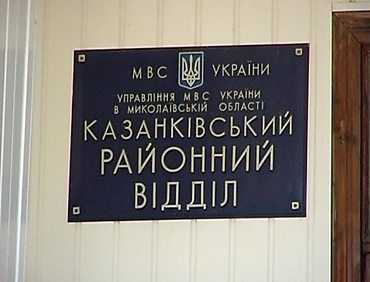 МВС УКРАЇНИ
УПРАВЛІННЯ МВС УКРАЇНИ
В МИКОЛАЇВСЬКІЙ ОБЛАСТІ
КАЗАНКІВСЬКИЙ
РАЙОННИЙ
ВІДДІЛ